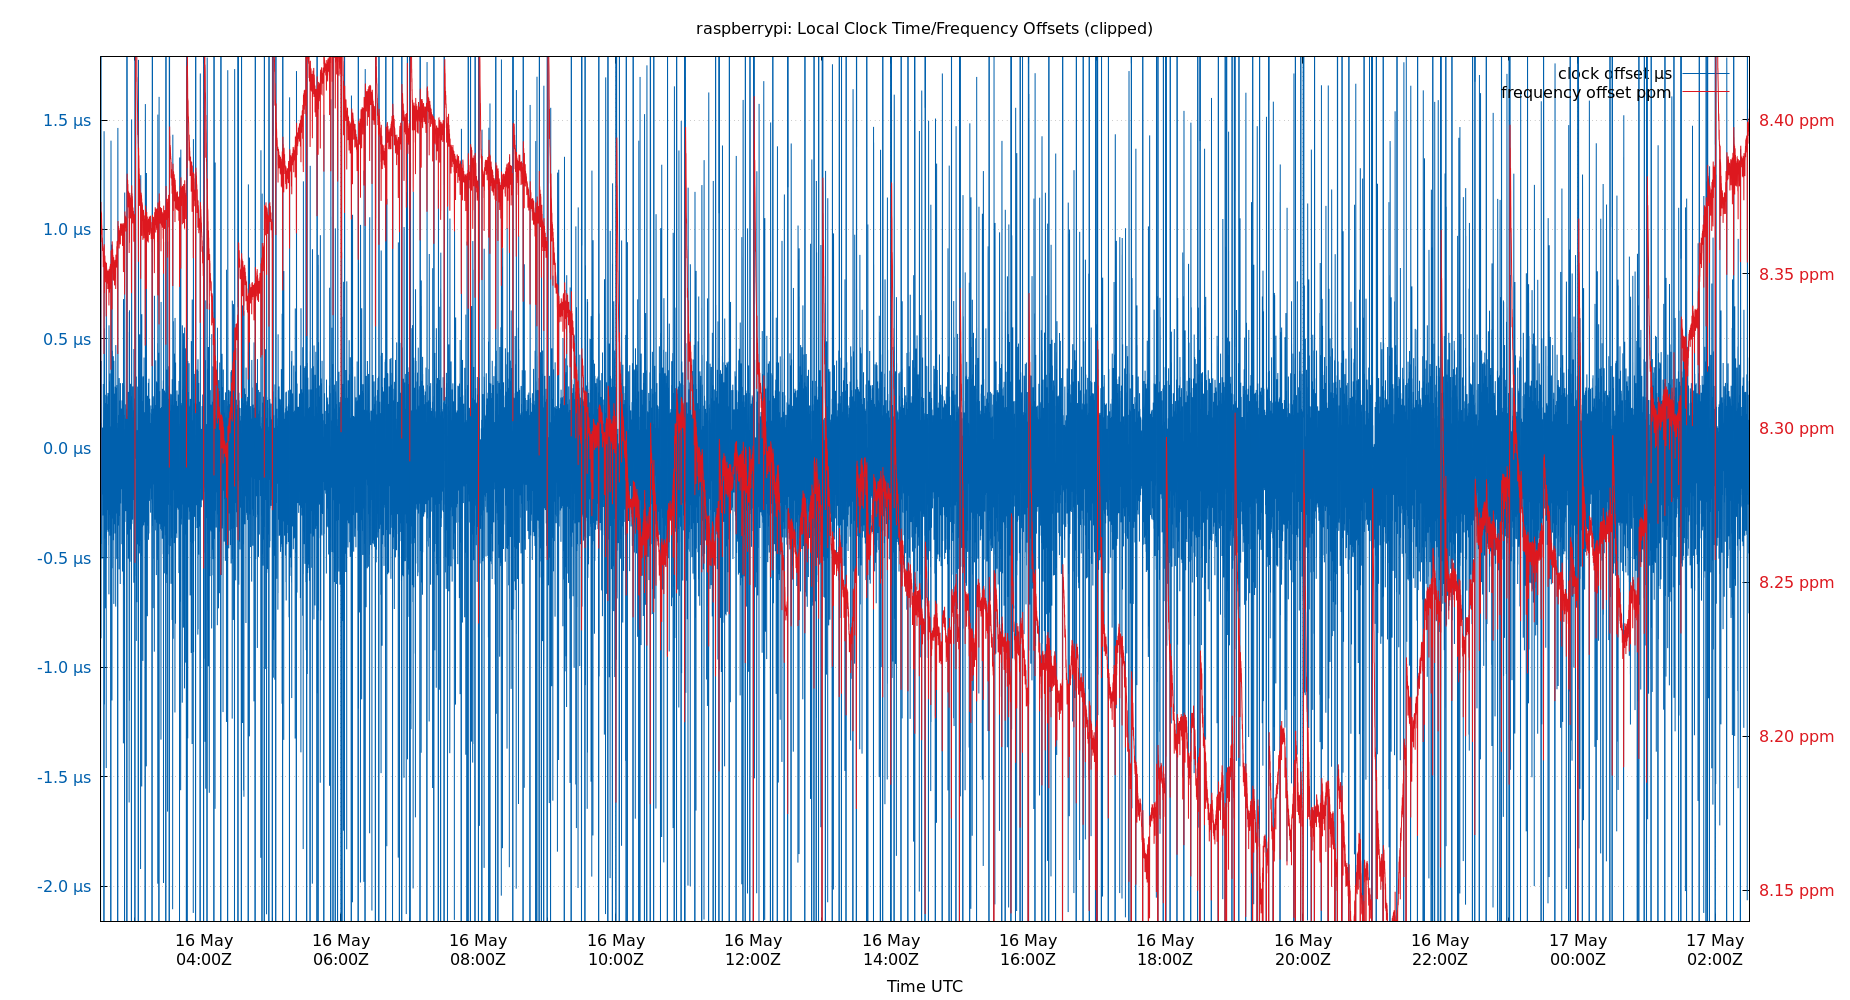 raspberrypi: Local Clock Time/Frequency Offsets (clipped)
clock offset µs
frequency offset ppm
1.5 µs
1.0 µs
0.5 µs
0.0 µs
-0.5 µs
-1.0 µs
-1.5 µs
-2.0 µs
8.40 ppm
8.35 ppm
8.30 ppm
8.25 ppm
8.20 ppm
8.15 ppm
16 May 16 May 16 May 16 May 16 May 16 May 16 May 16 May 16 May 16 May 17 May 17 May
04:00Z 06:00Z 08:00Z 10:00Z 12:00Z 14:00Z 16:00Z 18:00Z 20:00Z 22:00Z 00:00Z 02:00Z
Time UTC